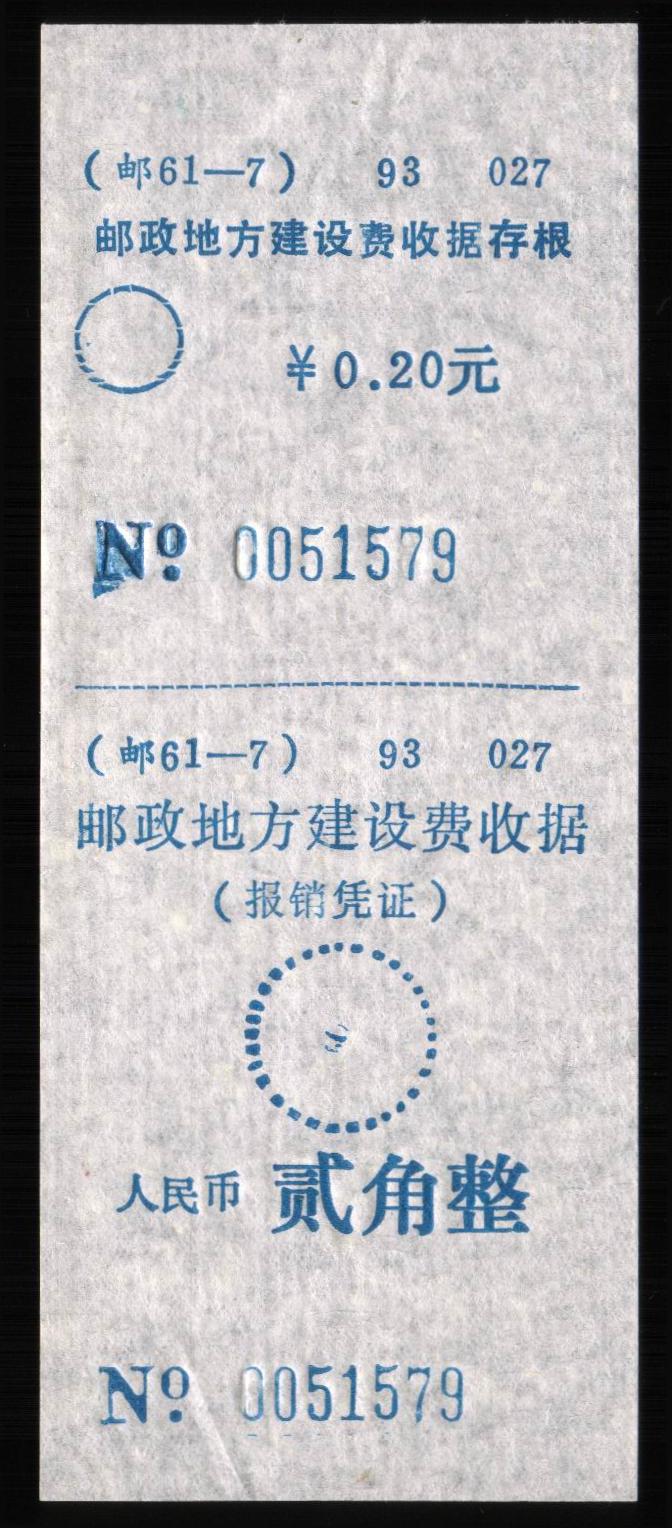 （邮61—7） 93 027
邮政地方建设费收据存根
￥0.20元
№ 0051579
（邮61—7） 93 027
邮政地方建设费收据
（报销凭证）
人民币 贰角整
№ 0051579